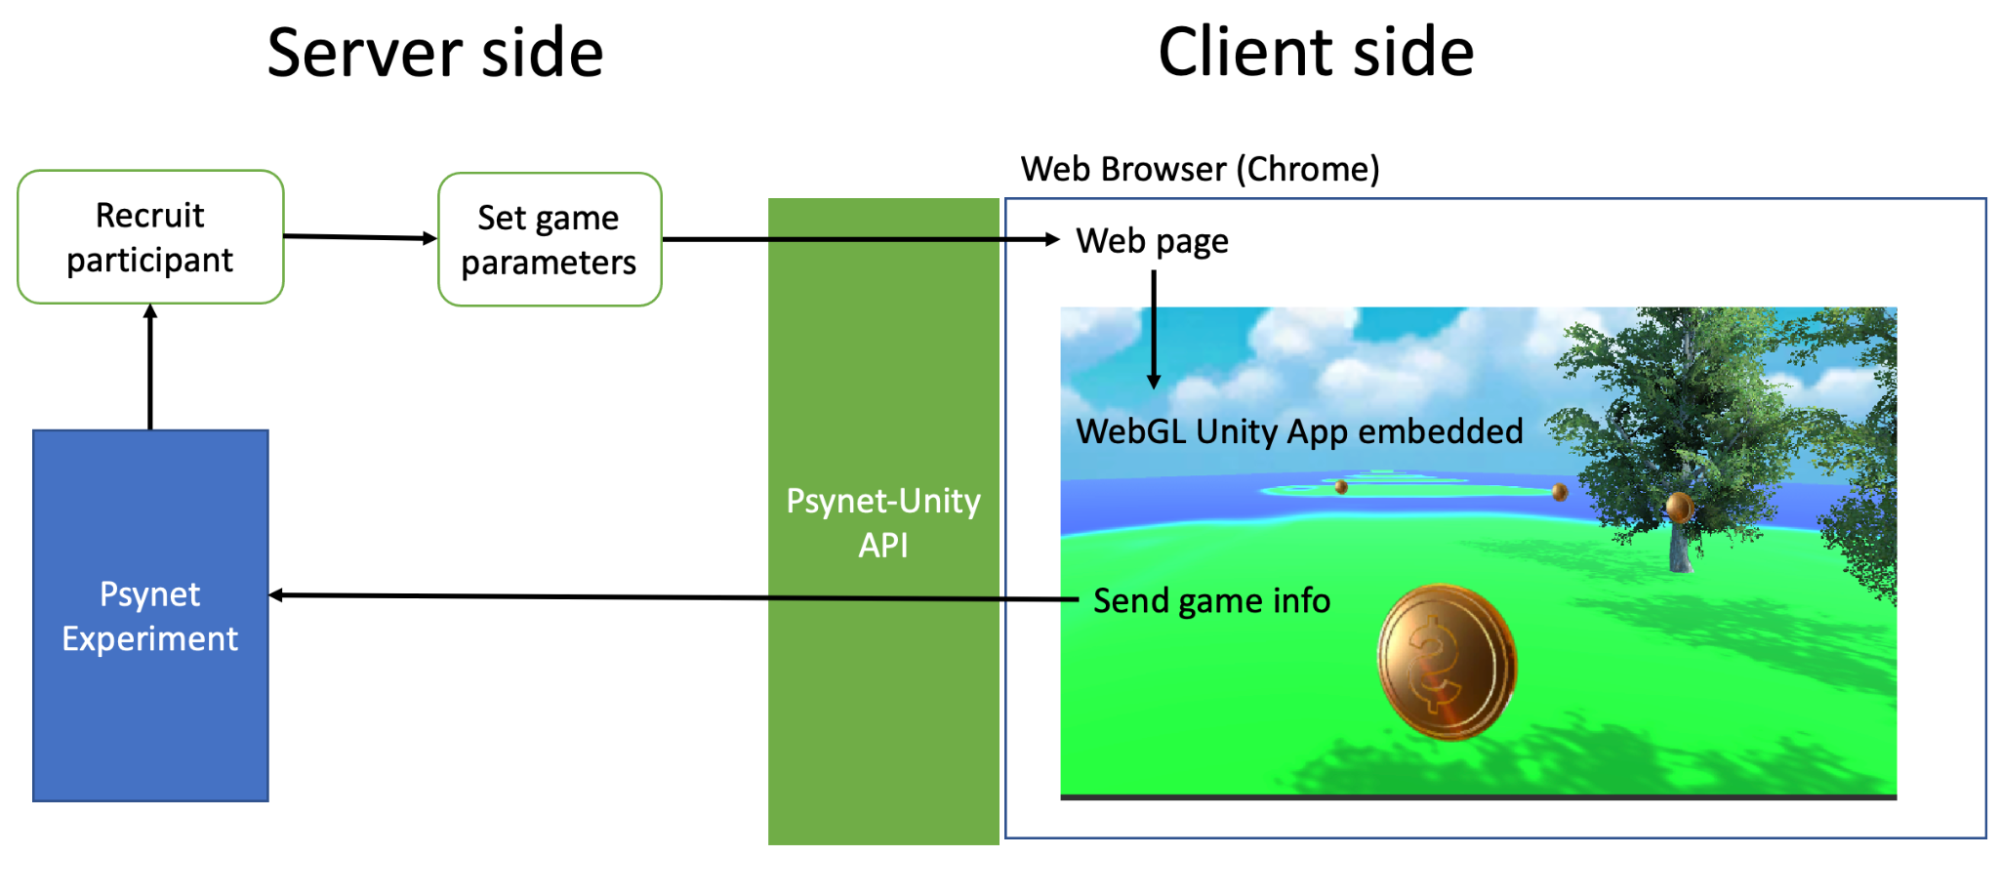 Server side
Client side
Web Browser (Chrome)
Recruit
participant
Set game
parameters
Web page
WebGL Unity App embedded
Psynet-Unity
API
Psynet
Experiment
Send game info
$